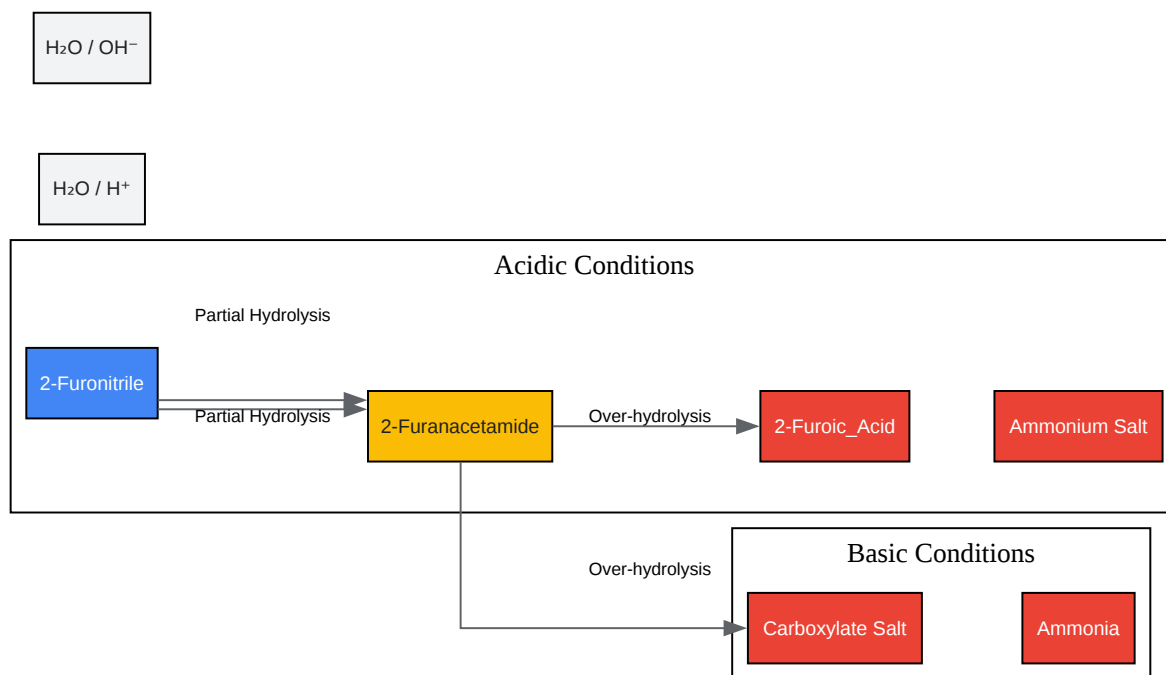 H₂O / OH⁻
H₂O / H⁺
Acidic Conditions
Partial Hydrolysis
2-Furonitrile
Partial Hydrolysis
2-Furanacetamide
Over-hydrolysis
2-Furoic_Acid
Ammonium Salt
Basic Conditions
Over-hydrolysis
Carboxylate Salt
Ammonia